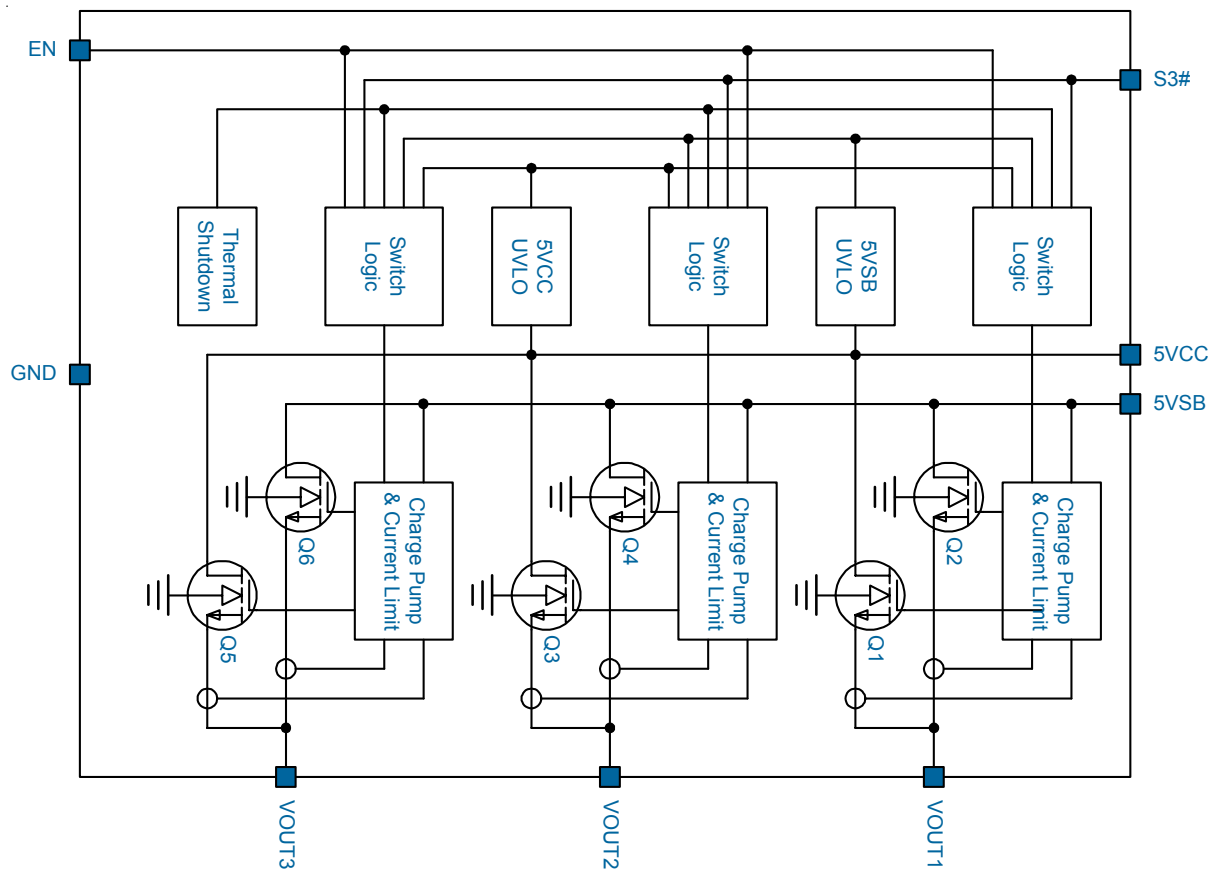 EN
S3#
Thermal
Shutdown
Switch
Logic
5VCC
UVLO
Switch
Logic
5VSB
UVLO
Switch
Logic
GND
5VCC
5VSB
Q6
Charge Pump
& Current Limit
Q4
Charge Pump
& Current Limit
Q2
Charge Pump
& Current Limit
Q5
Q3
Q1
VOUT3
VOUT2
VOUT1